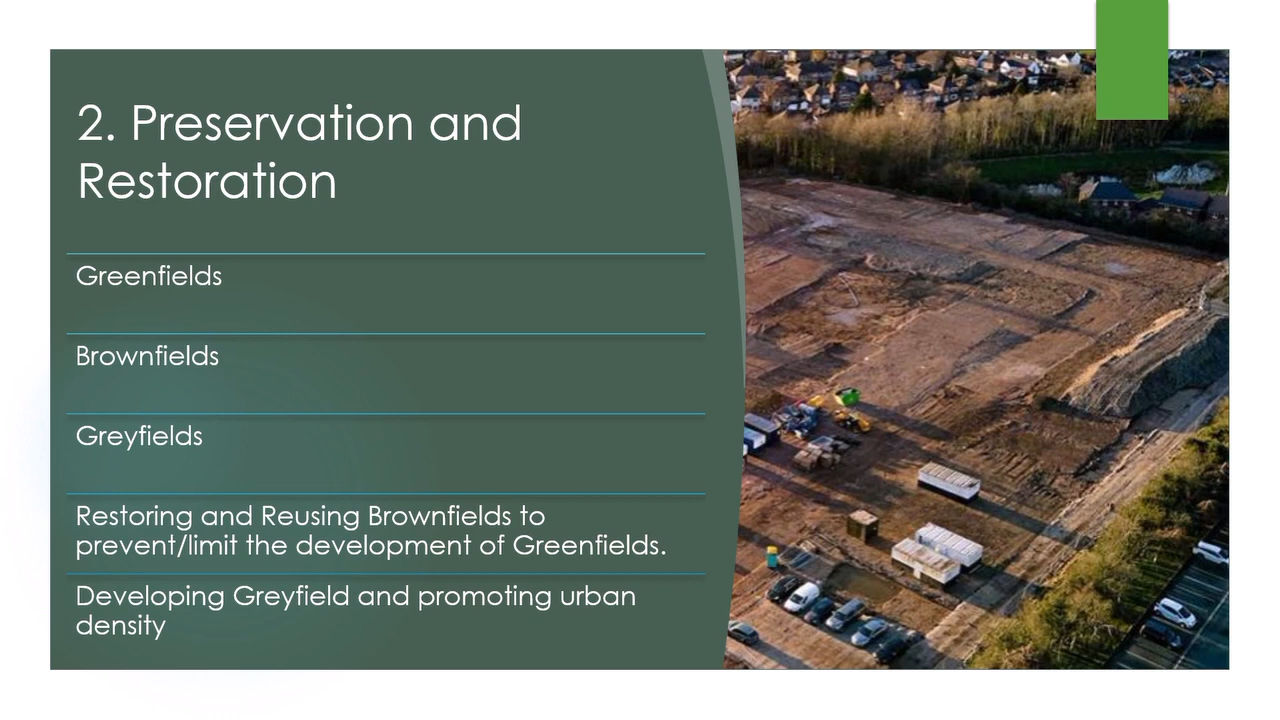 2. Preservation and
Restoration
Greenfields
Brownfields
Greyfields
Restoring and Reusing Brownfields to
prevent/limit the development of Greenfields.
Developing Greyfield and promoting urban
density